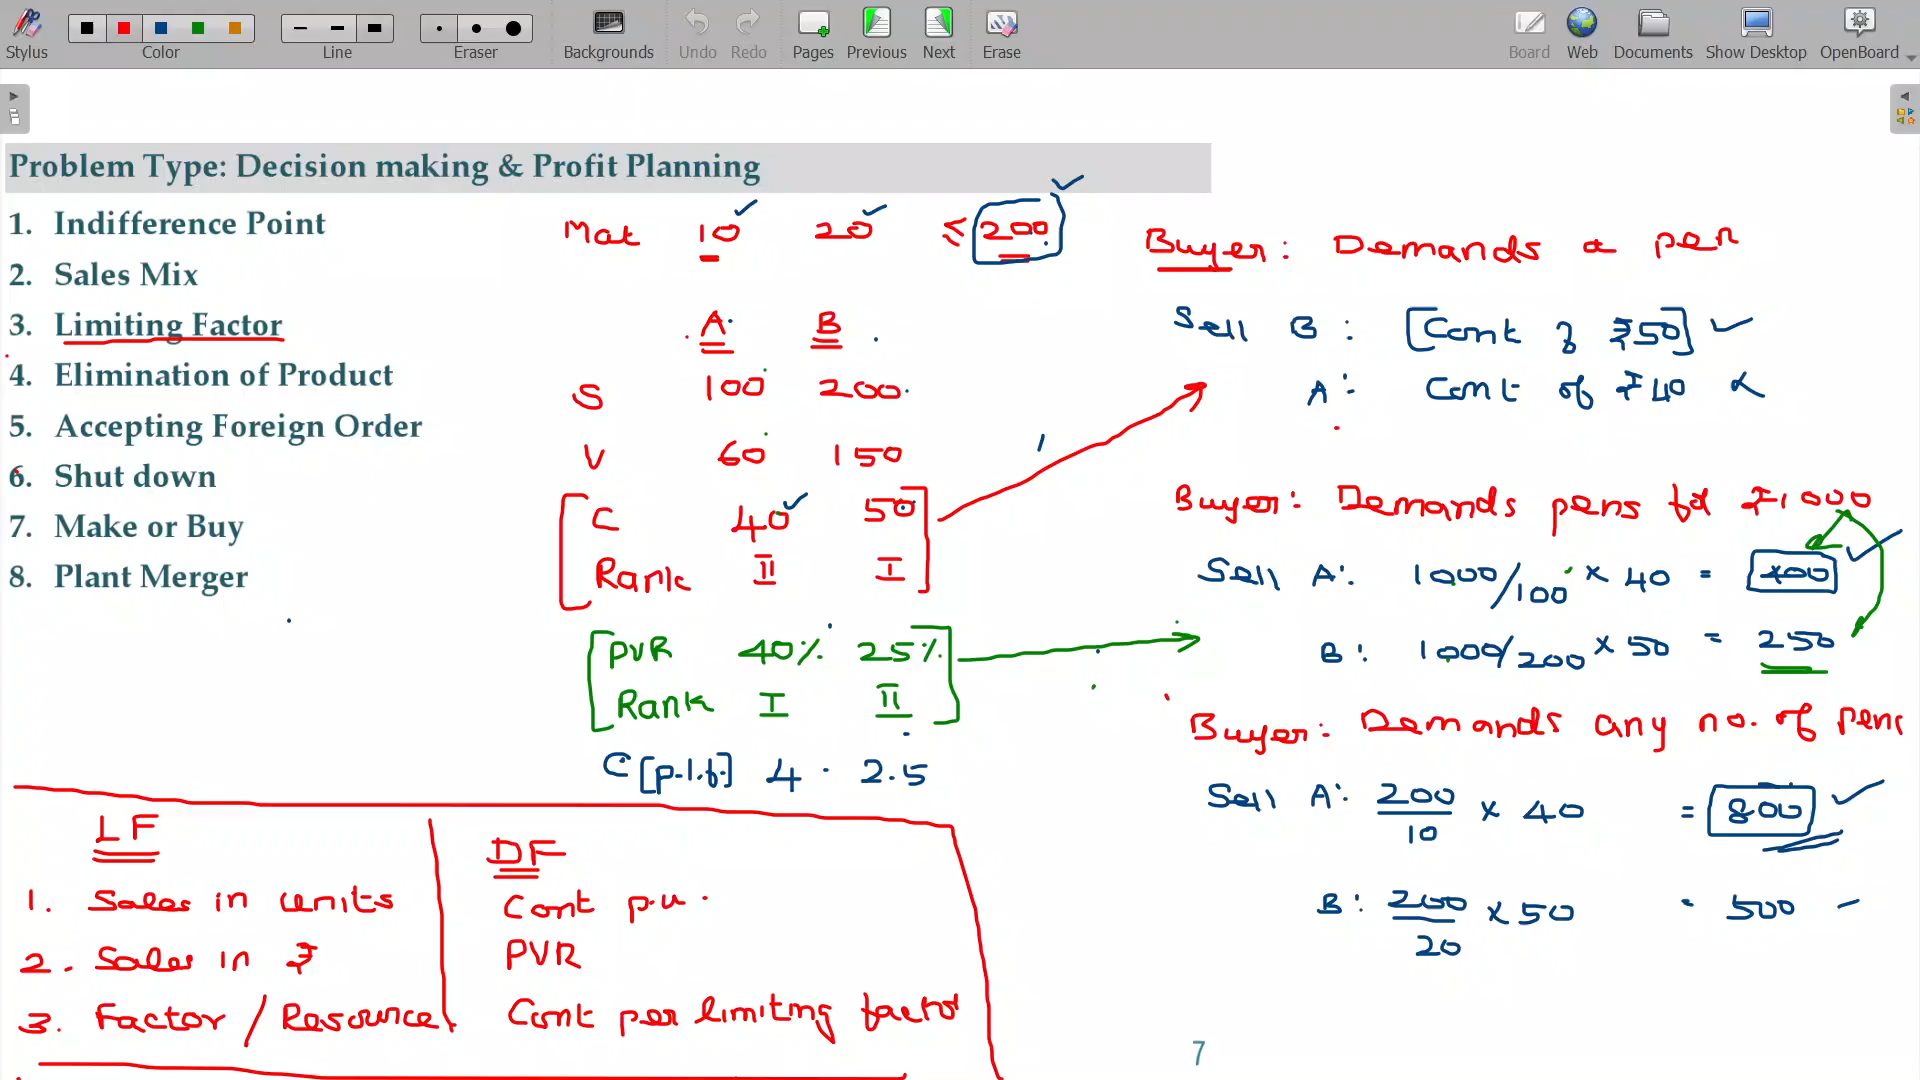 Stylus Color Line Eraser Backgrounds Undo Redo Pages Previous Next Erase Board Web Documents Show Desktop OpenBoard
Problem Type: Decision making & Profit Planning
1. Indifference Point
2. Sales Mix
3. Limiting Factor
4. Elimination of Product
5. Accepting Foreign Order
6. Shut down
7. Make or Buy
8. Plant Merger
Mat 10 20 ≤ 200
A B
S 100 200
V 60 150
C 40 50
Rank II I
PVR 40% 25%
Rank I II
C [p.l.f.] 4 2.5
LF DF
1. Sales in units Cont p.u.
2. Sales in ₹ PVR
3. Factor / Resource Cont per limiting factor
Buyer: Demands a pen
Sell B: [Cont of ₹50] ✓
A: Cont of ₹40 x
Buyer: Demands pens for ₹1000
Sell A: 1000/100 × 40 = 400 ✓
B: 1000/200 × 50 = 250
Buyer: Demands any no. of pens
Sell A: 200/10 × 40 = 800 ✓
B: 200/20 × 50 = 500
7